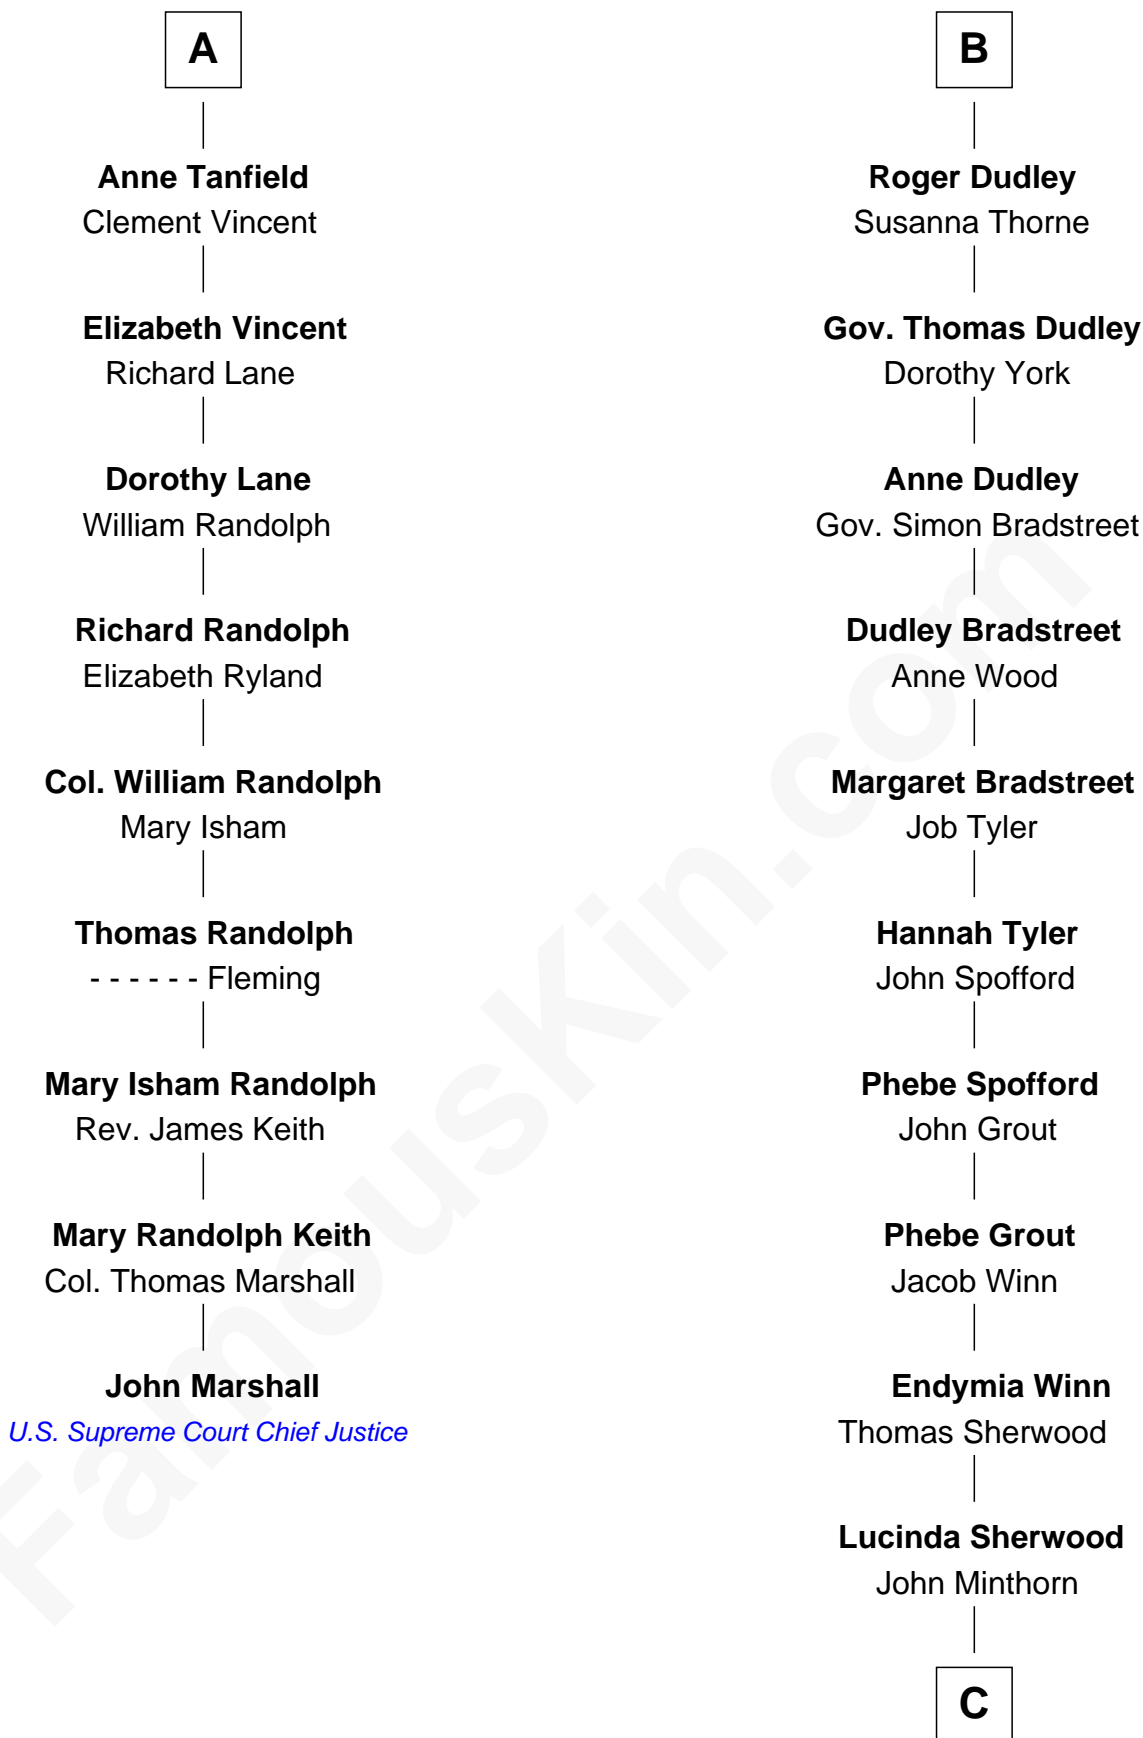 A
Anne Tanfield
Clement Vincent
Elizabeth Vincent
Richard Lane
Dorothy Lane
William Randolph
Richard Randolph
Elizabeth Ryland
Col. William Randolph
Mary Isham
Thomas Randolph
- - - - - - Fleming
Mary Isham Randolph
Rev. James Keith
Mary Randolph Keith
Col. Thomas Marshall
John Marshall
U.S. Supreme Court Chief Justice
B
Roger Dudley
Susanna Thorne
Gov. Thomas Dudley
Dorothy York
Anne Dudley
Gov. Simon Bradstreet
Dudley Bradstreet
Anne Wood
Margaret Bradstreet
Job Tyler
Hannah Tyler
John Spofford
Phebe Spofford
John Grout
Phebe Grout
Jacob Winn
Endymia Winn
Thomas Sherwood
Lucinda Sherwood
John Minthorn
C
FamousKin.com